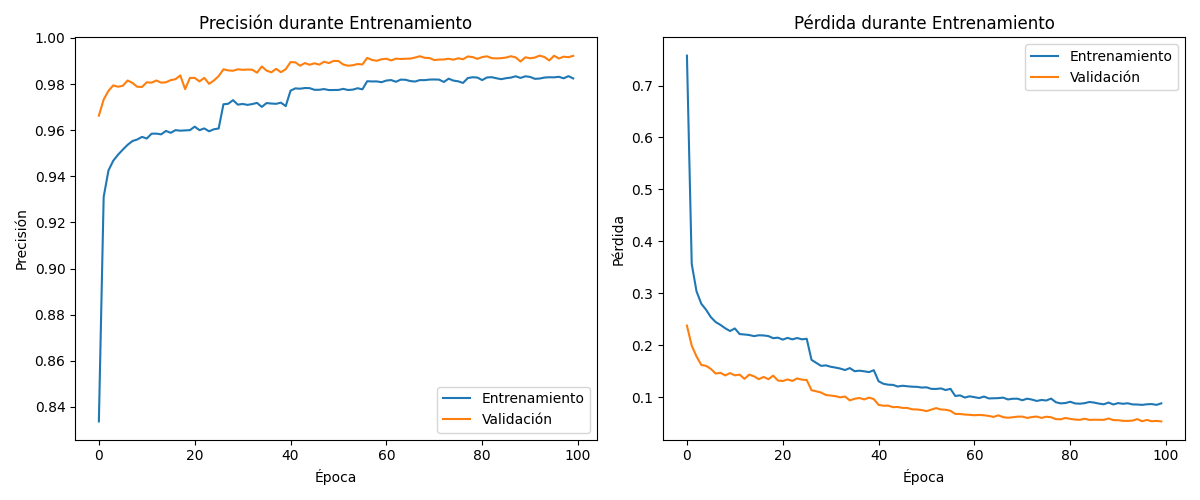 Precisión durante Entrenamiento
1.00
0.98
0.96
0.94
0.92
0.90
0.88
0.86
0.84
Precisión
0
20
40
60
80
100
Época
Entrenamiento
Validación
Pérdida durante Entrenamiento
0.7
0.6
0.5
0.4
0.3
0.2
0.1
Pérdida
0
20
40
60
80
100
Época
Entrenamiento
Validación